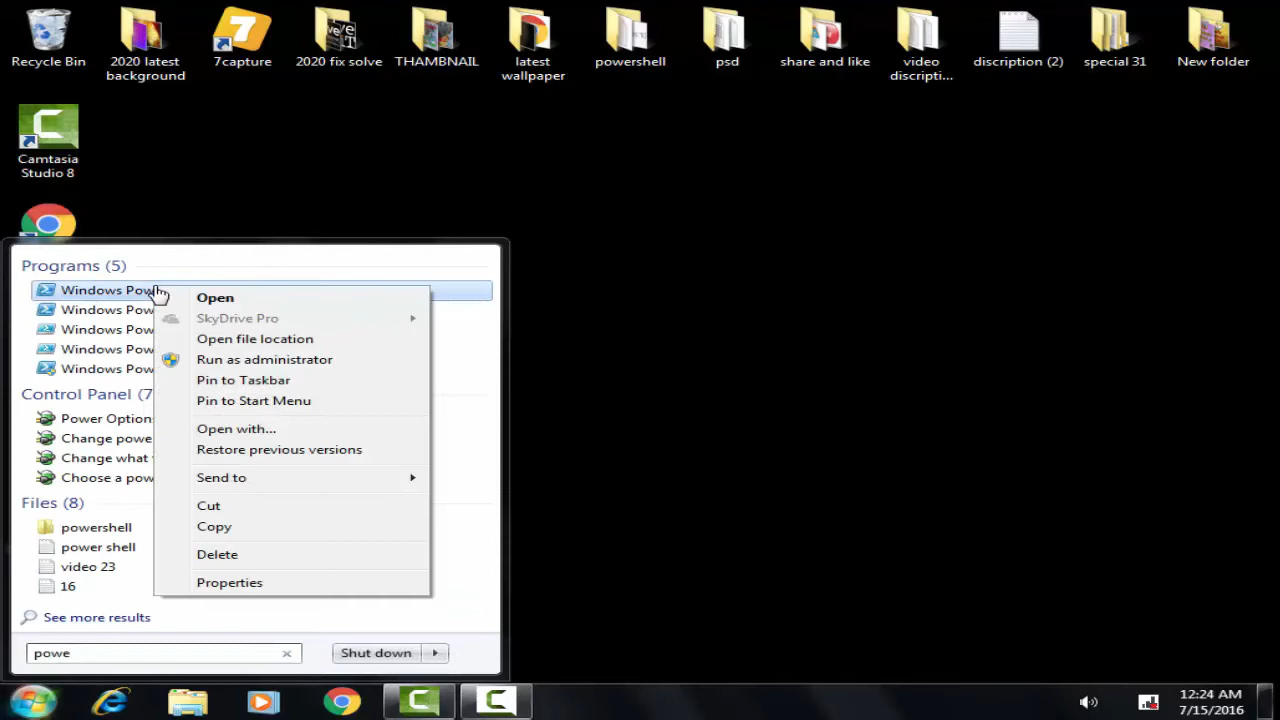 Recycle Bin
2020 latest
background
7capture
2020 fix solve
THAMBNAIL
latest
wallpaper
powershell
psd
share and like
video
discripti...
discription (2)
special 31
New folder
Camtasia
Studio 8
Programs (5)
Windows Pow
Windows Pow
Windows Pow
Windows Pow
Windows Pow
Control Panel (7
Power Option
Change powe
Change what
Choose a pow
Files (8)
powershell
power shell
video 23
16
See more results
powe
Shut down
Open
SkyDrive Pro
Open file location
Run as administrator
Pin to Taskbar
Pin to Start Menu
Open with...
Restore previous versions
Send to
Cut
Copy
Delete
Properties
12:24 AM
7/15/2016